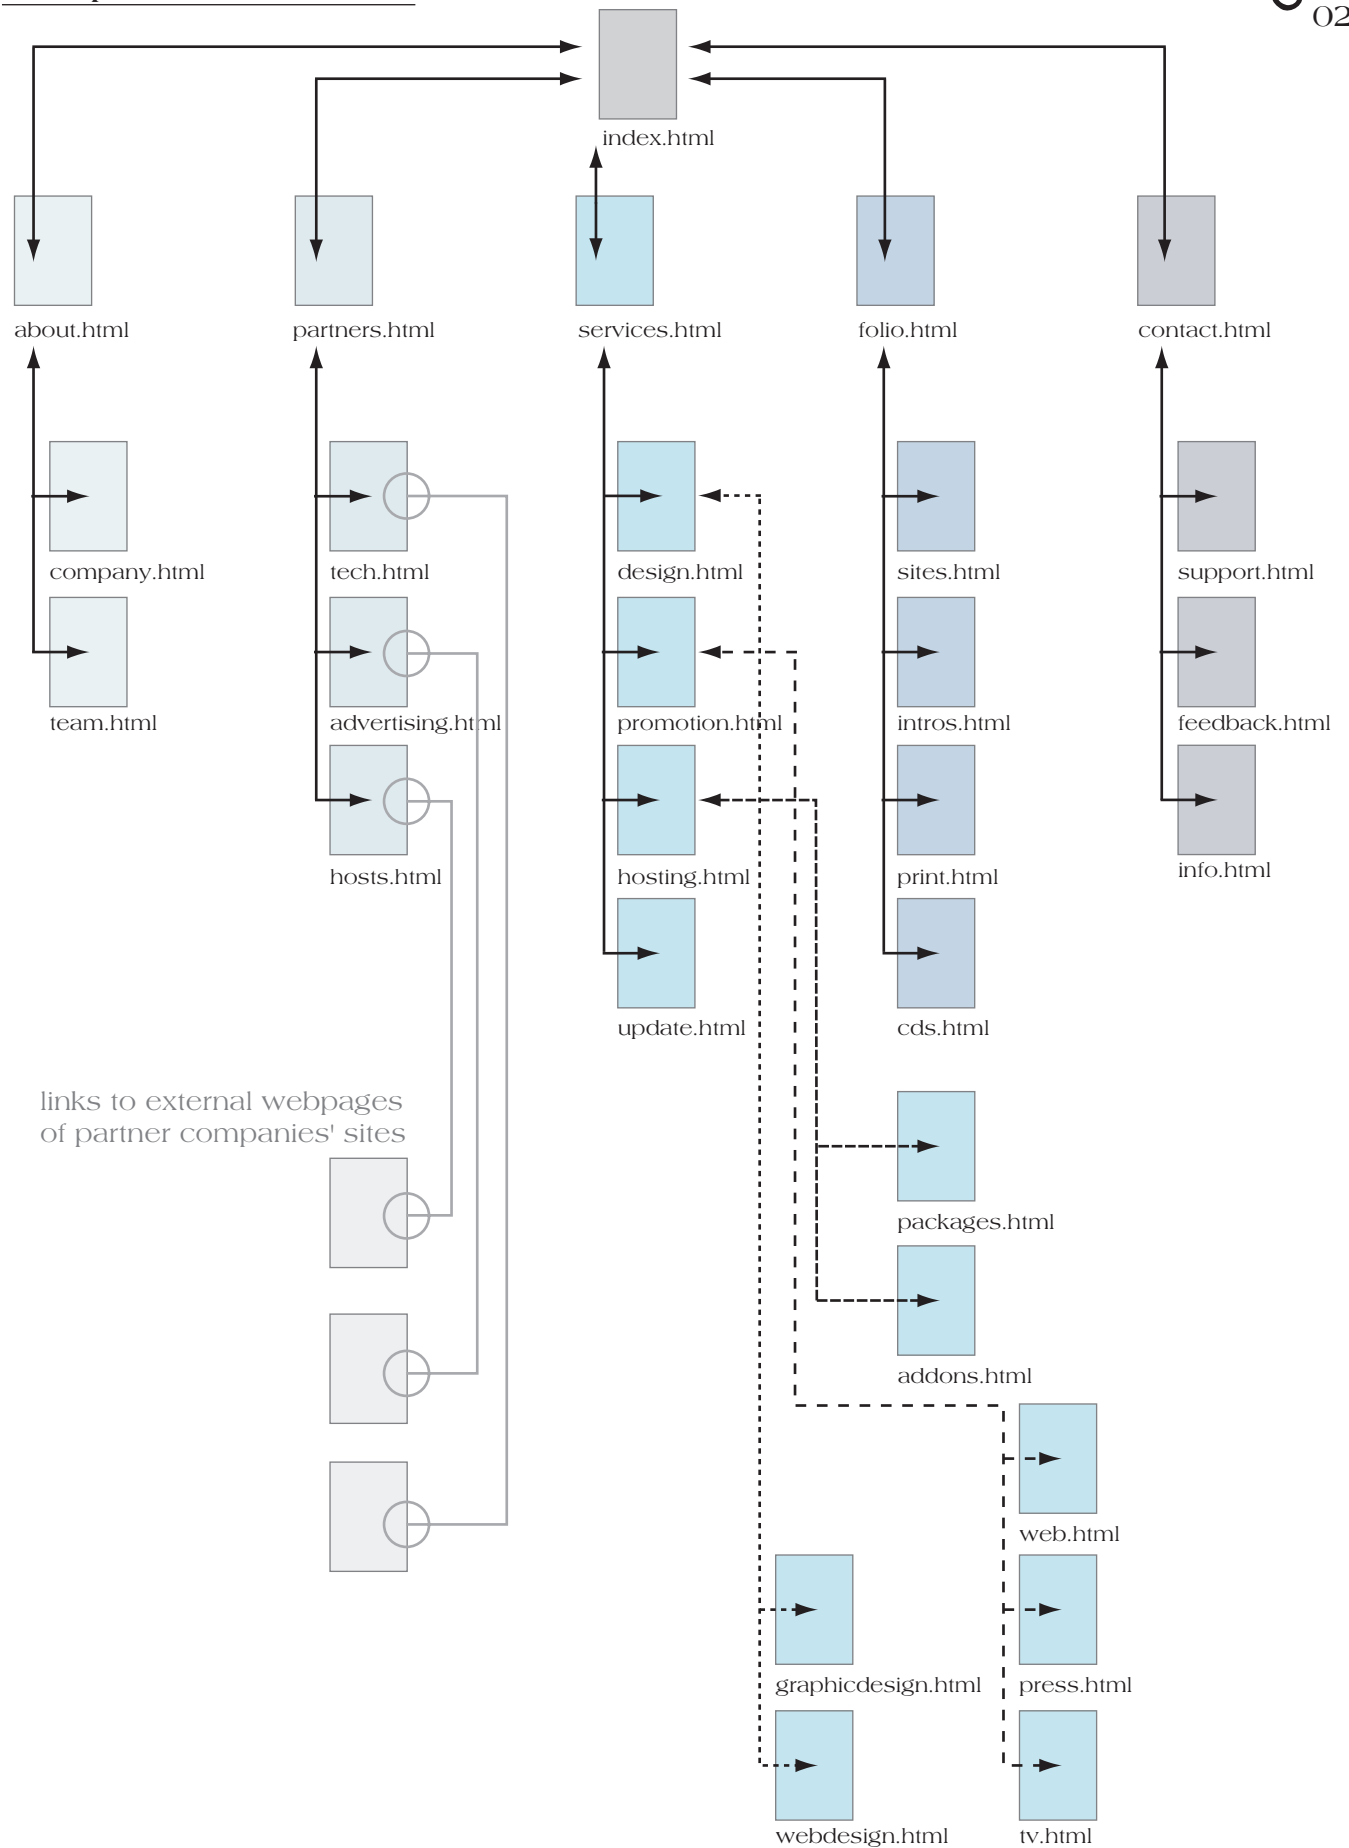 02
index.html
about.html
partners.html
services.html
folio.html
contact.html
company.html
tech.html
design.html
sites.html
support.html
team.html
advertising.html
promotion.html
intros.html
feedback.html
hosts.html
hosting.html
print.html
info.html
update.html
cds.html
links to external webpages
of partner companies' sites
packages.html
addons.html
web.html
graphicdesign.html
press.html
webdesign.html
tv.html